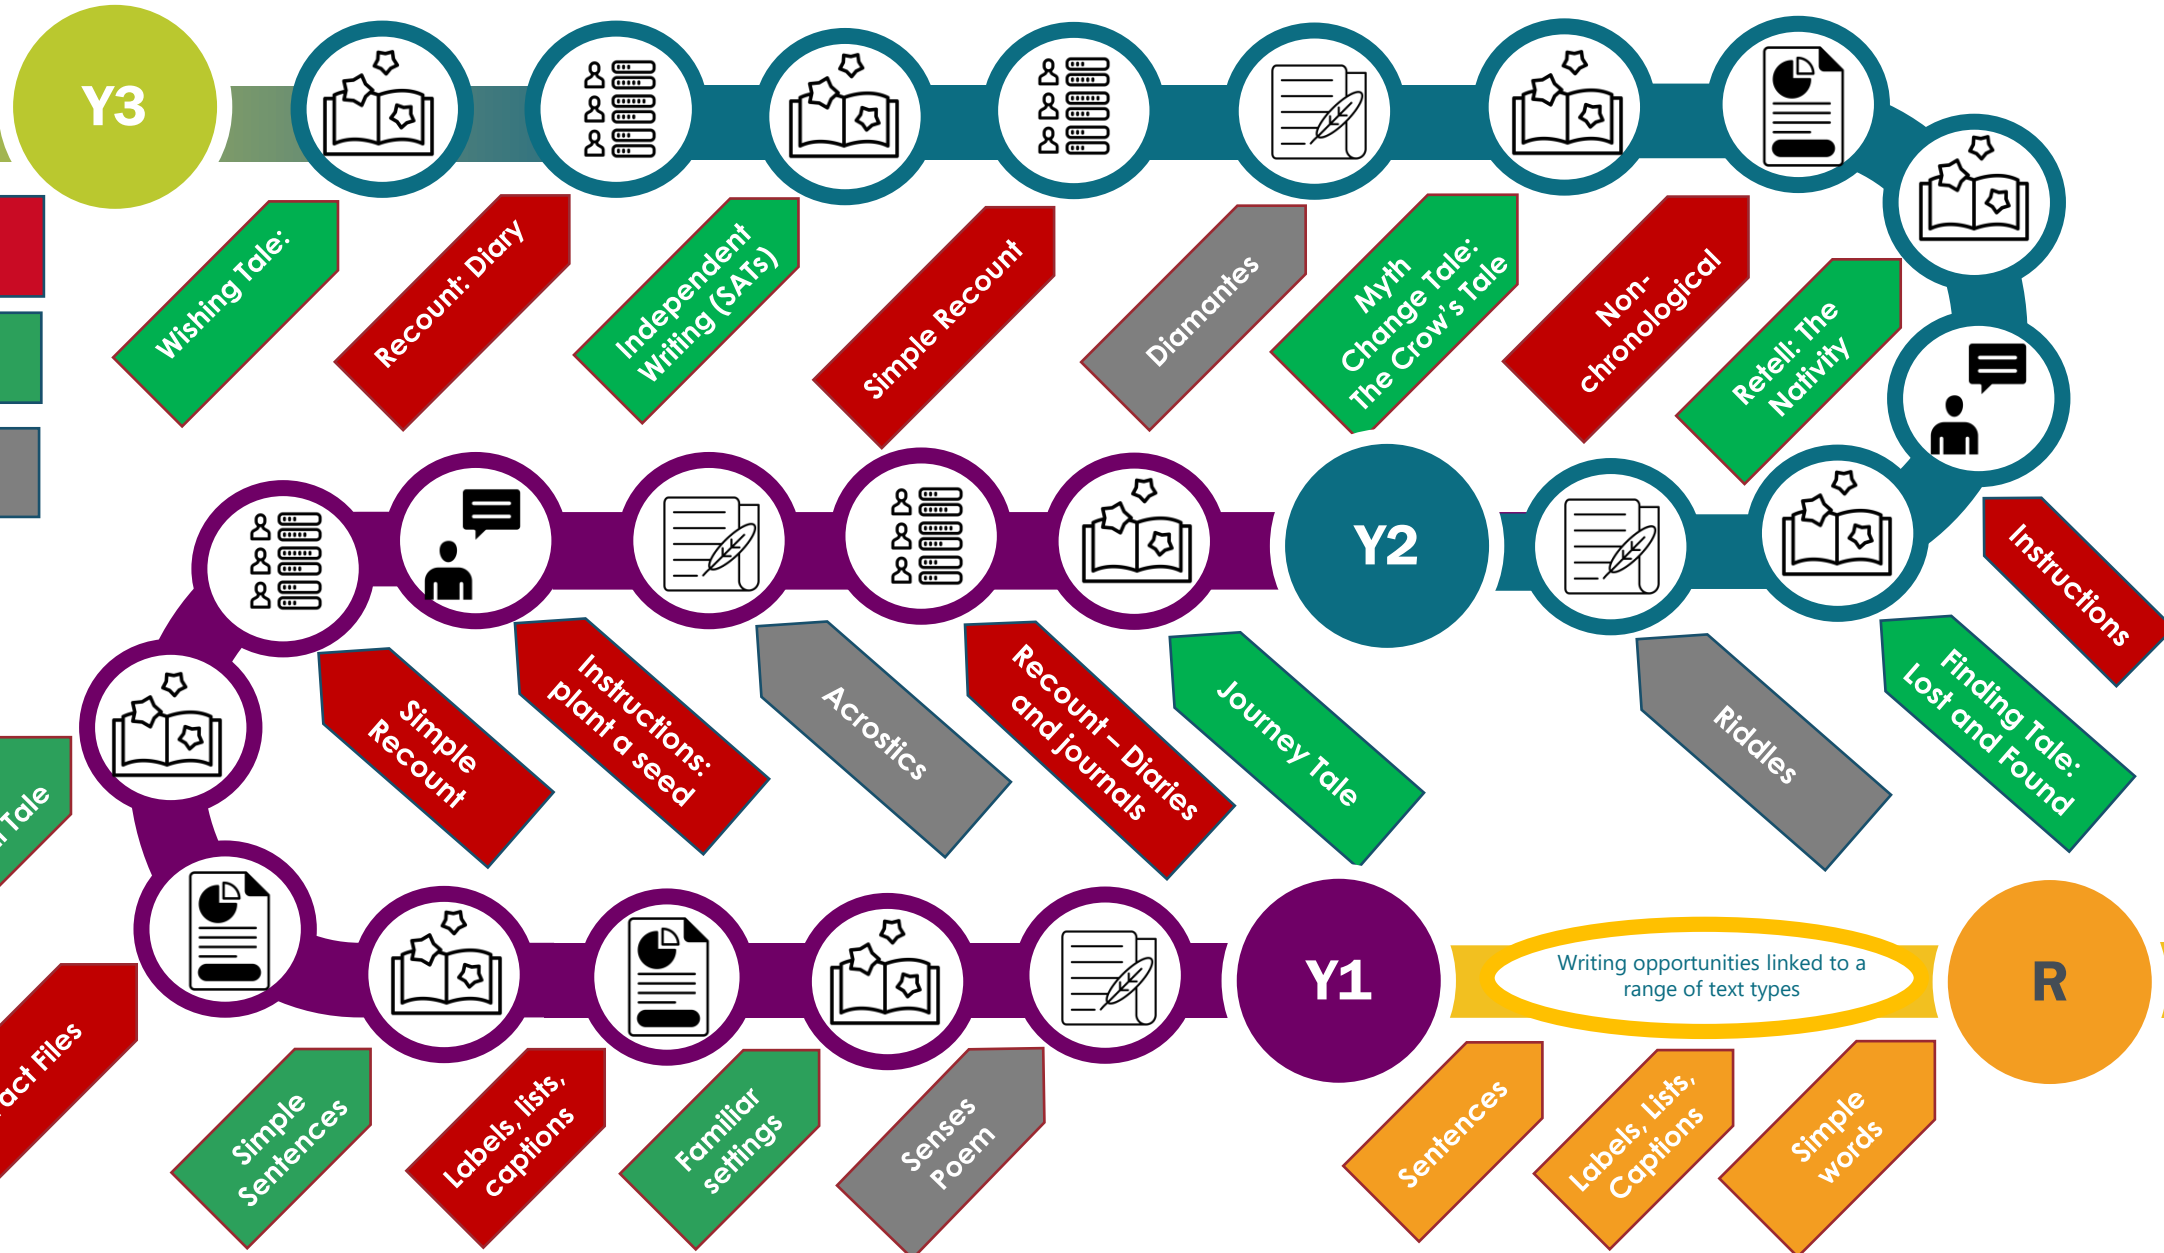 Y3
Wishing Tale:
Recount: Diary
Independent
Writing (SATs)
Simple Recount
Diamantes
Myth
Change Tale:
The Crow's Tale
Non-
chronological
Retell: The
Nativity
Instructions
Y2
Simple
Recount
Instructions:
plant a seed
Acrostics
Recount – Diaries
and journals
Journey Tale
Riddles
Finding Tale:
Lost and Found
Tale
Y1
Writing opportunities linked to a
range of text types
R
Files
Simple
Sentences
Labels, lists,
captions
Familiar
settings
Senses
Poem
Sentences
Labels, Lists,
Captions
Simple
words